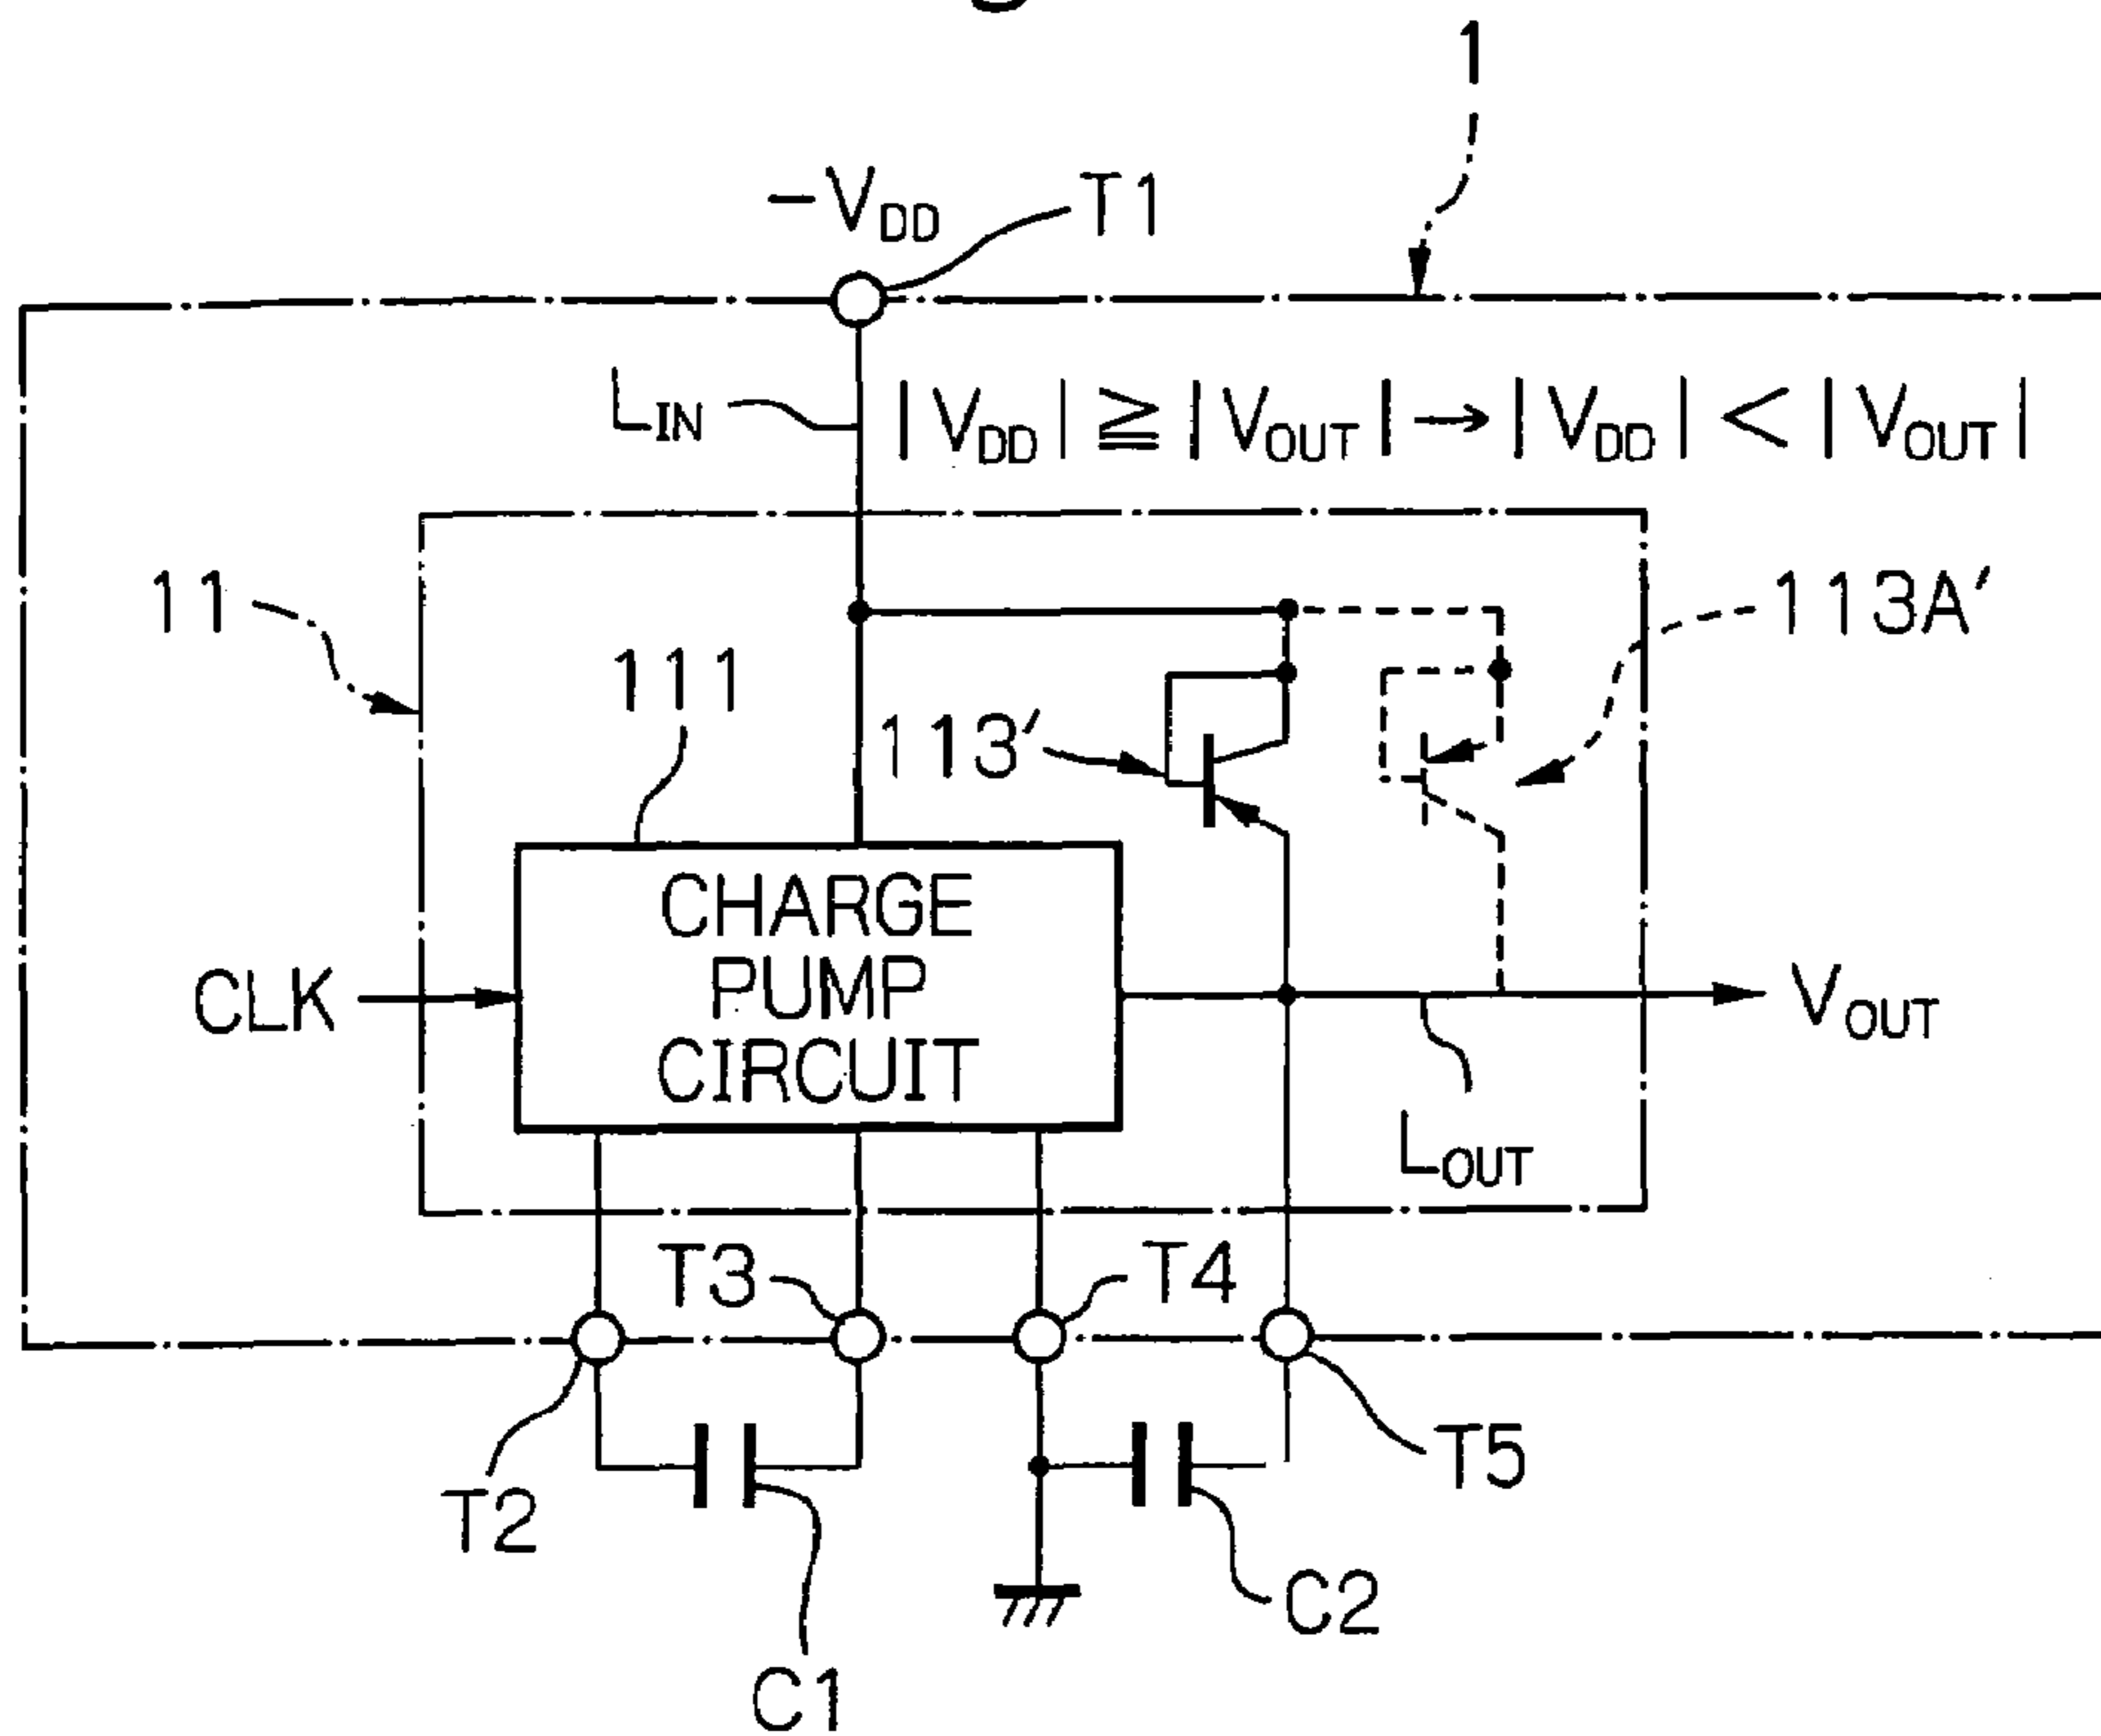 1
−V_DD T1
L_IN |V_DD| ≧ |V_OUT| → |V_DD| < |V_OUT|
11
113A′
111
113′
CHARGE
PUMP
CIRCUIT
CLK
V_OUT
L_OUT
T3
T4
T2
T5
C1
C2